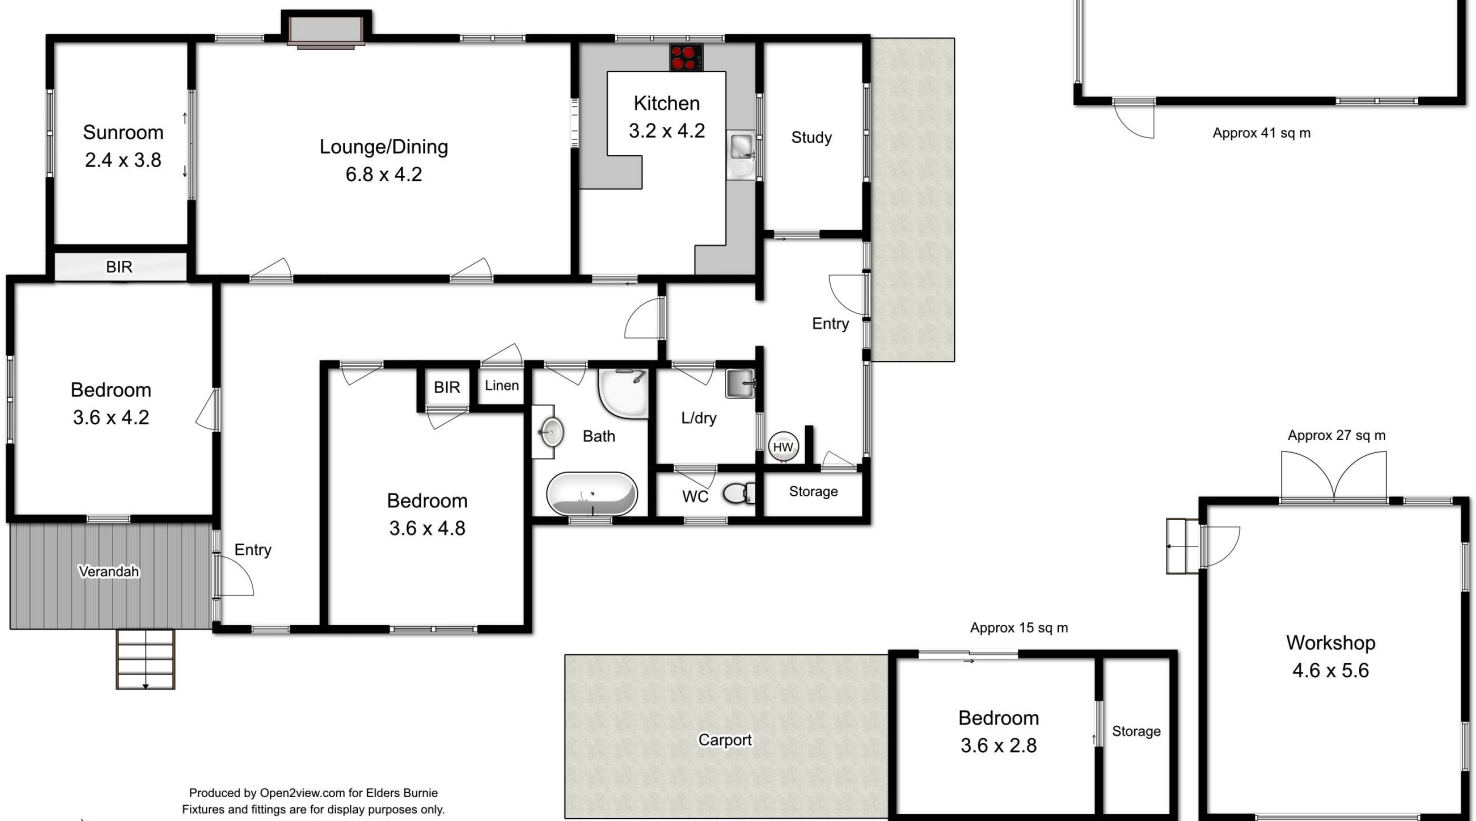 Sunroom
2.4 x 3.8
Lounge/Dining
6.8 x 4.2
Kitchen
3.2 x 4.2
Study
Approx 41 sq m
BIR
Bedroom
3.6 x 4.2
Entry
BIR
Linen
Bath
L/dry
HW
WC
Storage
Bedroom
3.6 x 4.8
Entry
Verandah
Approx 27 sq m
Workshop
4.6 x 5.6
Approx 15 sq m
Carport
Bedroom
3.6 x 2.8
Storage
Produced by Open2view.com for Elders Burnie
Fixtures and fittings are for display purposes only.